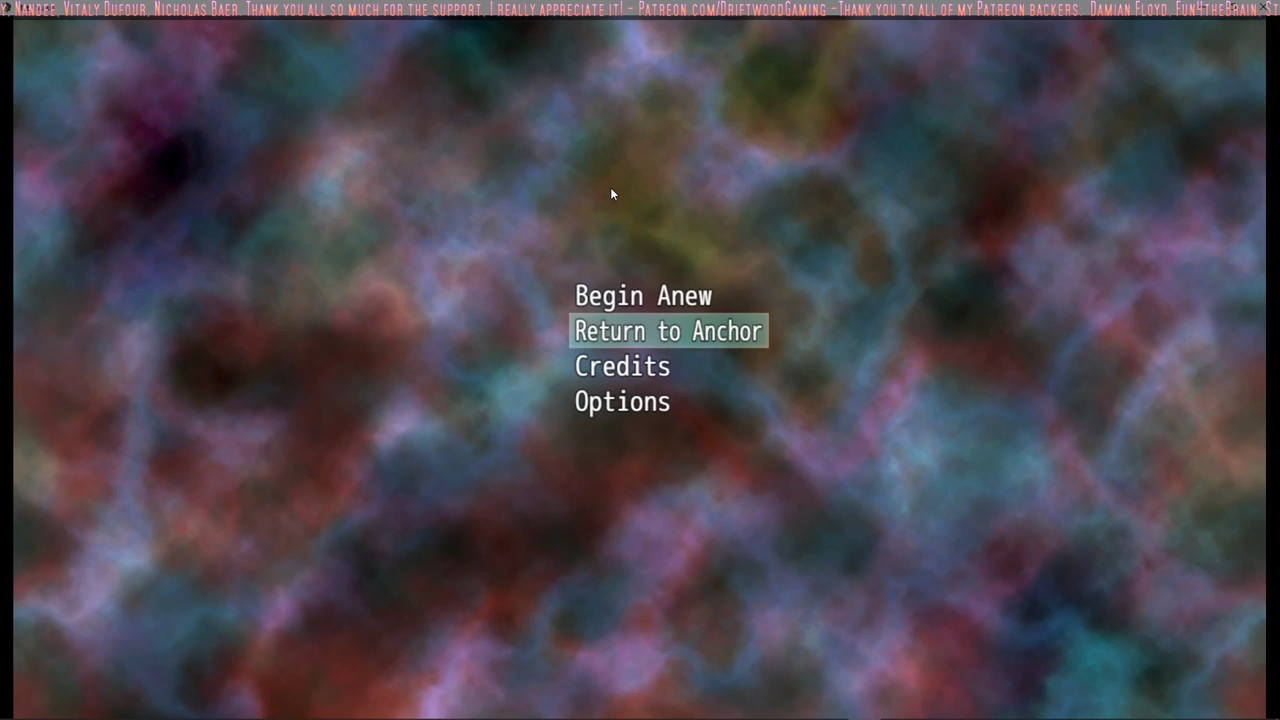 Nandee, Vitaly Dufour, Nicholas Baer Thank you all so much for the support, I really appreciate it! - Patreon.com/DriftwoodGaming -Thank you to all of my Patreon backers, Damian Floyd, Fun4theBrain,
Begin Anew
Return to Anchor
Credits
Options